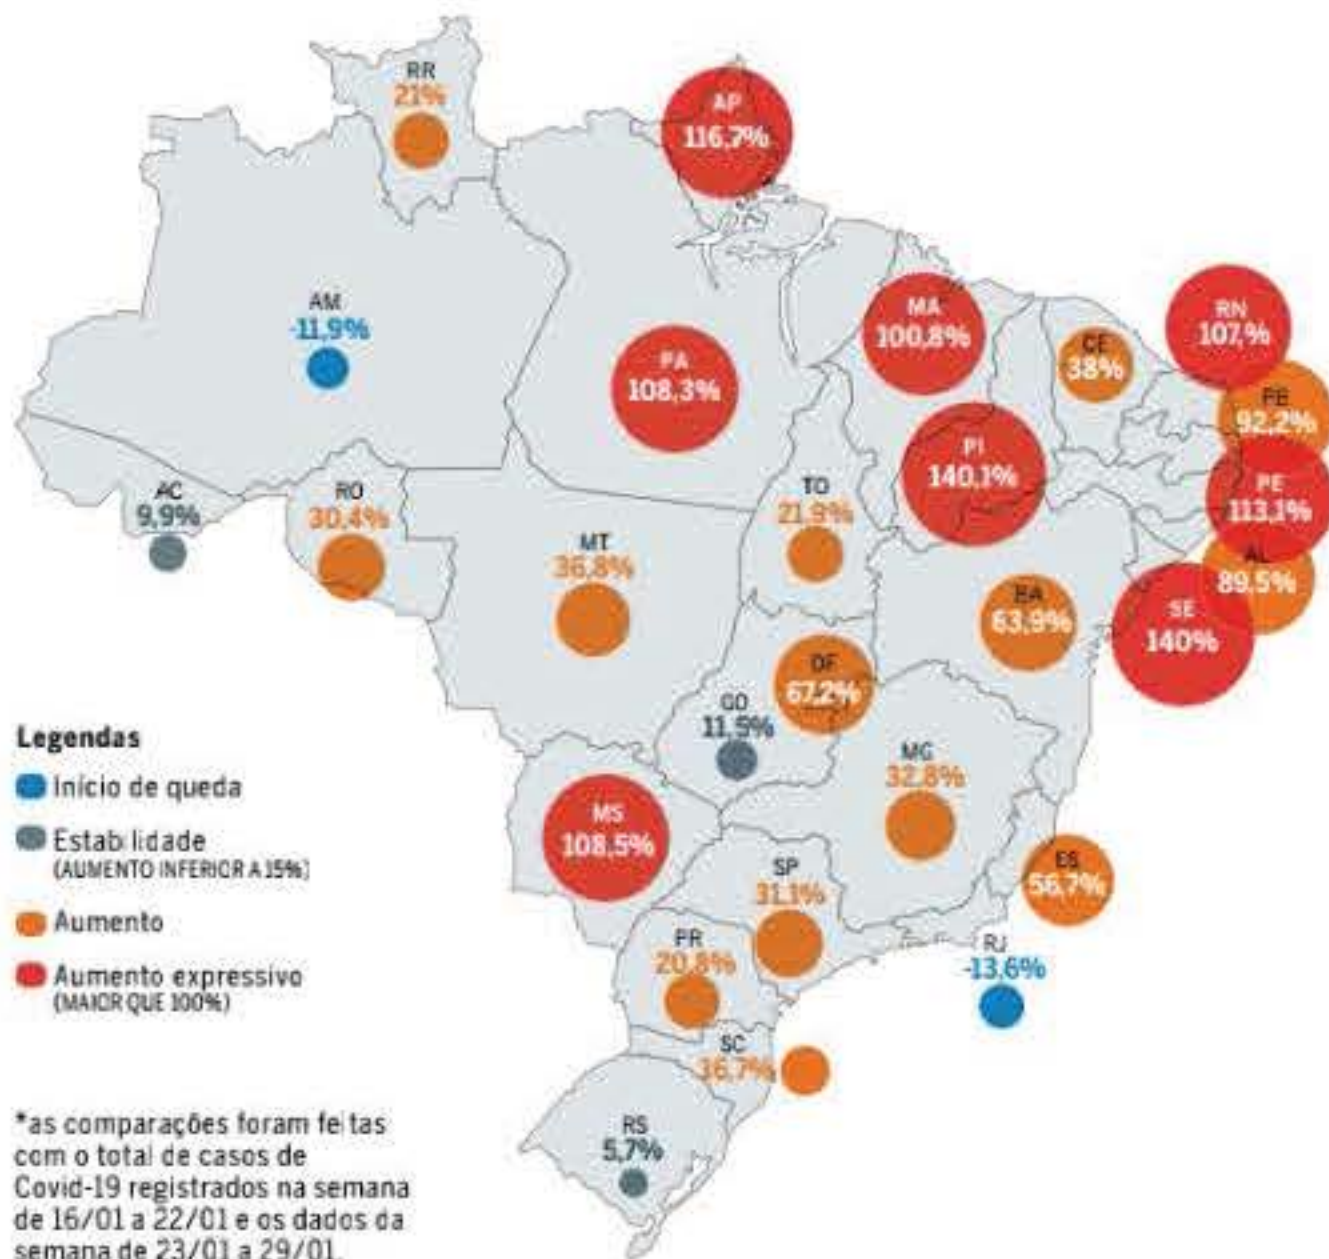 RR
21%
AP
116,7%
AM
-11,9%
PA
108,3%
MA
100,8%
CE
38%
RN
107,%
PB
92,2%
PI
140,1%
PE
113,1%
AC
9,9%
RO
30,4%
MT
36,8%
TO
21,9%
BA
63,9%
AL
89,5%
SE
140%
DF
67,2%
GO
11,5%
MG
32,8%
MS
108,5%
SP
31,1%
ES
56,7%
PR
20,8%
RJ
-13,6%
SC
16,7%
RS
5,7%
Legendas
Início de queda
Estabilidade
(AUMENTO INFERIOR A 15%)
Aumento
Aumento expressivo
(MAIOR QUE 100%)
*as comparações foram feitas
com o total de casos de
Covid-19 registrados na semana
de 16/01 a 22/01 e os dados da
semana de 23/01 a 29/01.